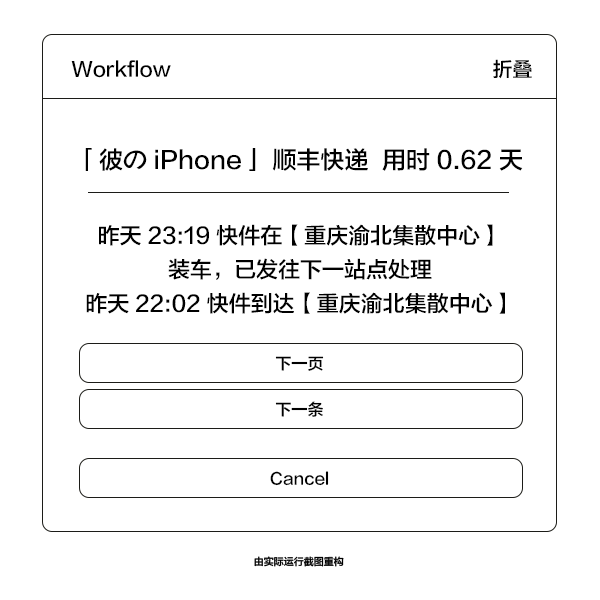 Workflow 折叠
「彼の iPhone」 顺丰快递 用时 0.62 天
昨天 23:19 快件在【重庆渝北集散中心】
装车，已发往下一站点处理
昨天 22:02 快件到达【重庆渝北集散中心】
下一页
下一条
Cancel
由实际运行截图重构